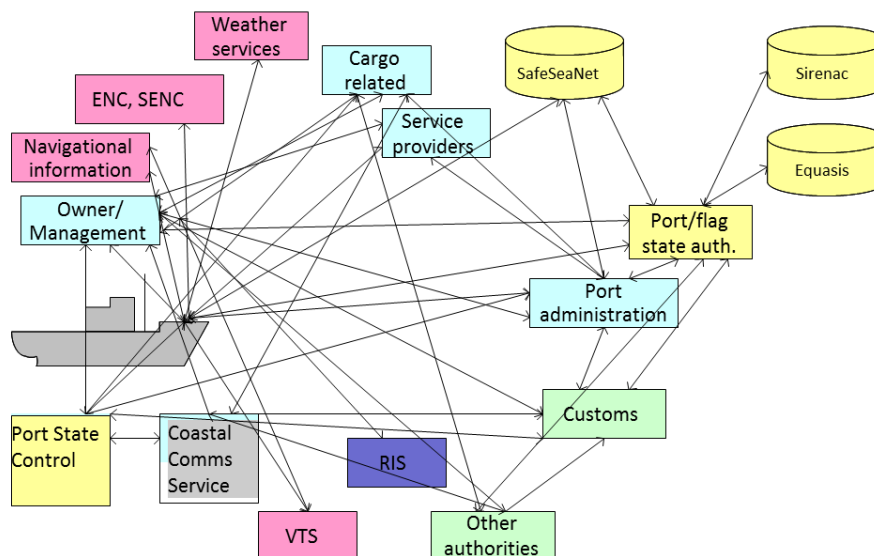 Weather
services
Cargo
related
SafeSeaNet
Sirenac
ENC, SENC
Service
providers
Navigational
information
Equasis
Owner/
Management
Port/flag
state auth.
Port
administration
Customs
Port State
Control
Coastal
Comms
Service
RIS
VTS
Other
authorities